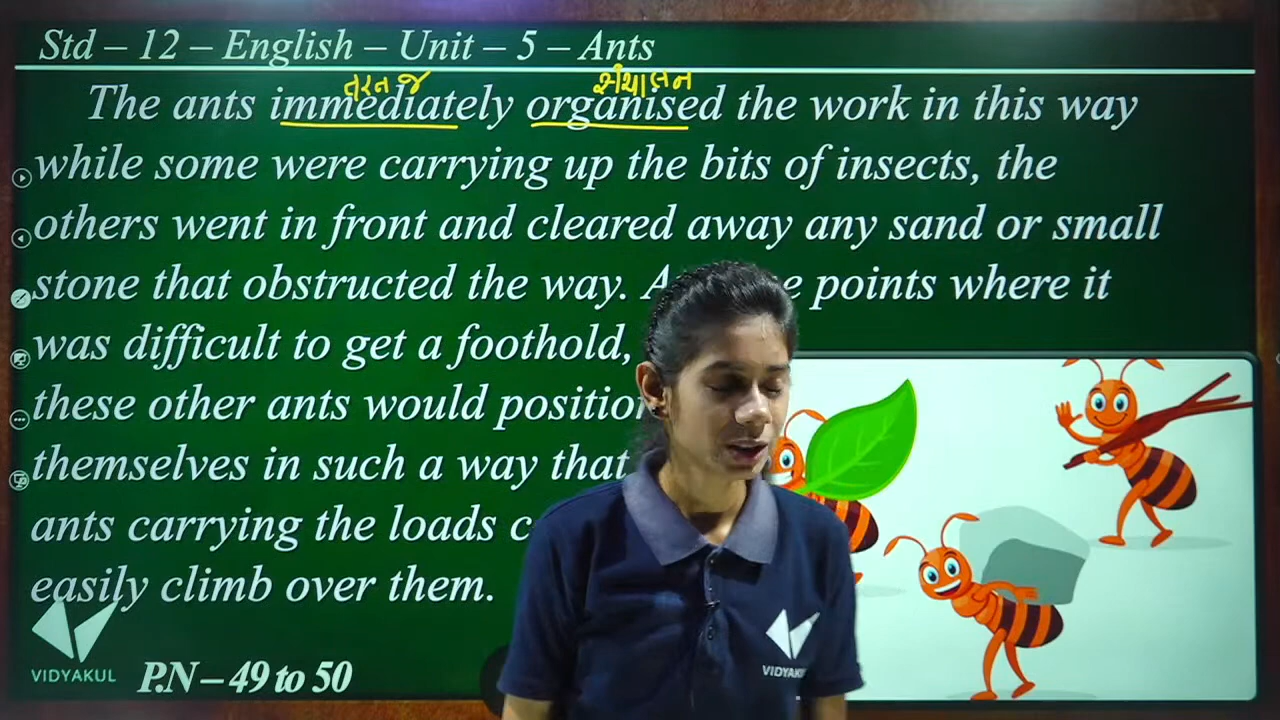 Std – 12 – English – Unit – 5 – Ants
તરત જ સંચાલન
The ants immediately organised the work in this way
while some were carrying up the bits of insects, the
others went in front and cleared away any sand or small
stone that obstructed the way. points where it
was difficult to get a foothold,
these other ants would
themselves in such a way that
ants carrying the loads
easily climb over them.
VIDYAKUL
P.N – 49 to 50
VIDYAKUL